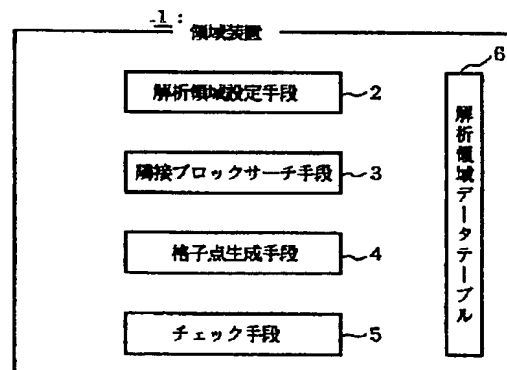 1:
領域装置
解析領域設定手段 2
隣接ブロックサーチ手段 3
格子点生成手段 4
チェック手段 5
6
解析領域データテーブル